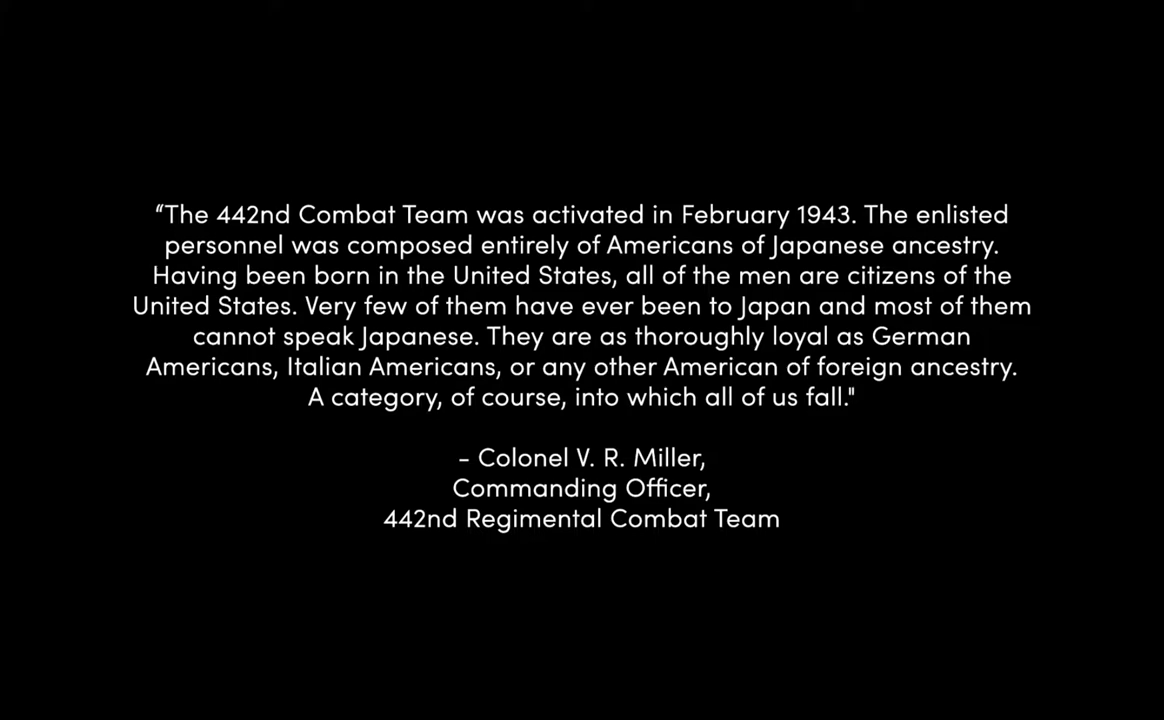 “The 442nd Combat Team was activated in February 1943. The enlisted
personnel was composed entirely of Americans of Japanese ancestry.
Having been born in the United States, all of the men are citizens of the
United States. Very few of them have ever been to Japan and most of them
cannot speak Japanese. They are as thoroughly loyal as German
Americans, Italian Americans, or any other American of foreign ancestry.
A category, of course, into which all of us fall."
- Colonel V. R. Miller,
Commanding Officer,
442nd Regimental Combat Team